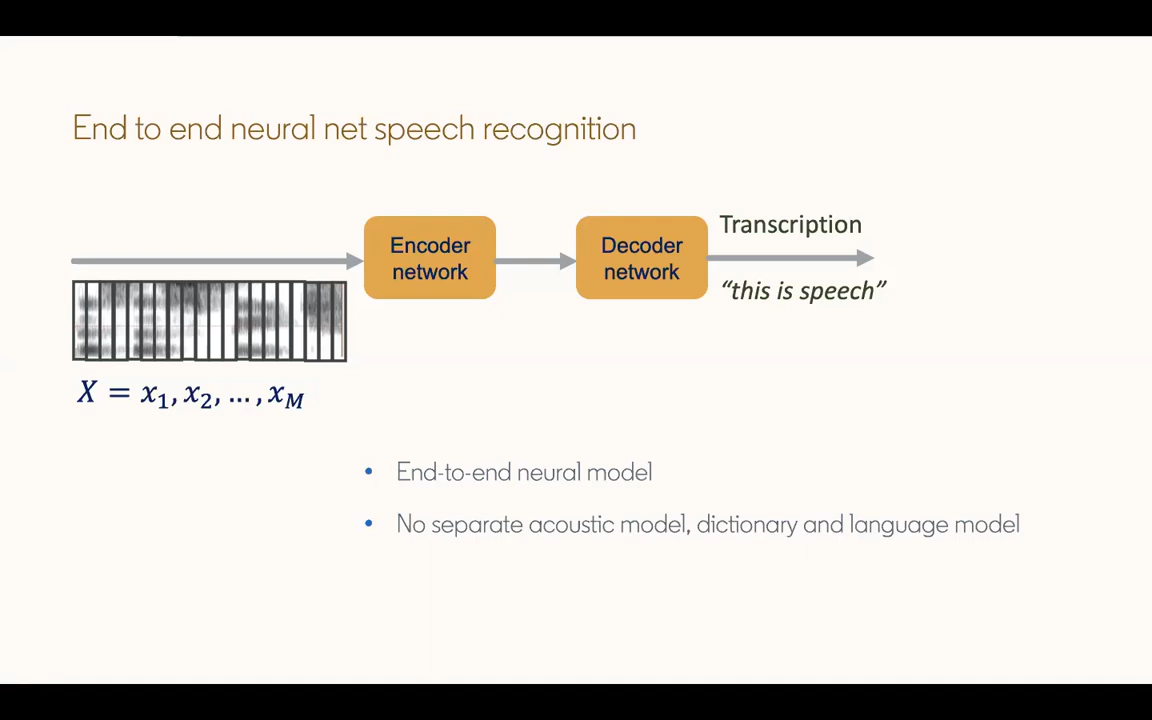 End to end neural net speech recognition
Encoder
network
Decoder
network
Transcription
“this is speech”
X = x₁, x₂, … , x_M
• End-to-end neural model
• No separate acoustic model, dictionary and language model